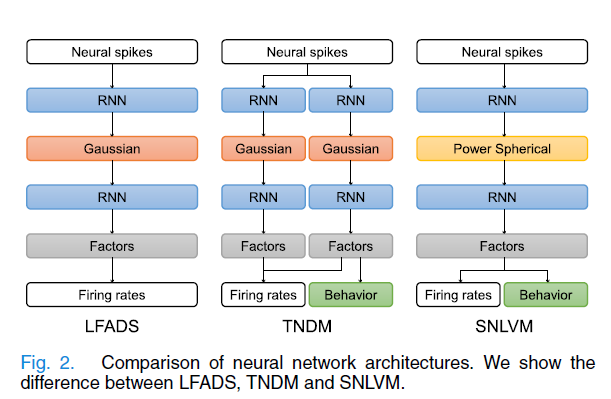 Neural spikes Neural spikes Neural spikes
RNN RNN RNN RNN
Gaussian Gaussian Gaussian Power Spherical
RNN RNN RNN RNN
Factors Factors Factors Factors
Firing rates Firing rates Behavior Firing rates Behavior
LFADS TNDM SNLVM
Fig. 2. Comparison of neural network architectures. We show the
difference between LFADS, TNDM and SNLVM.